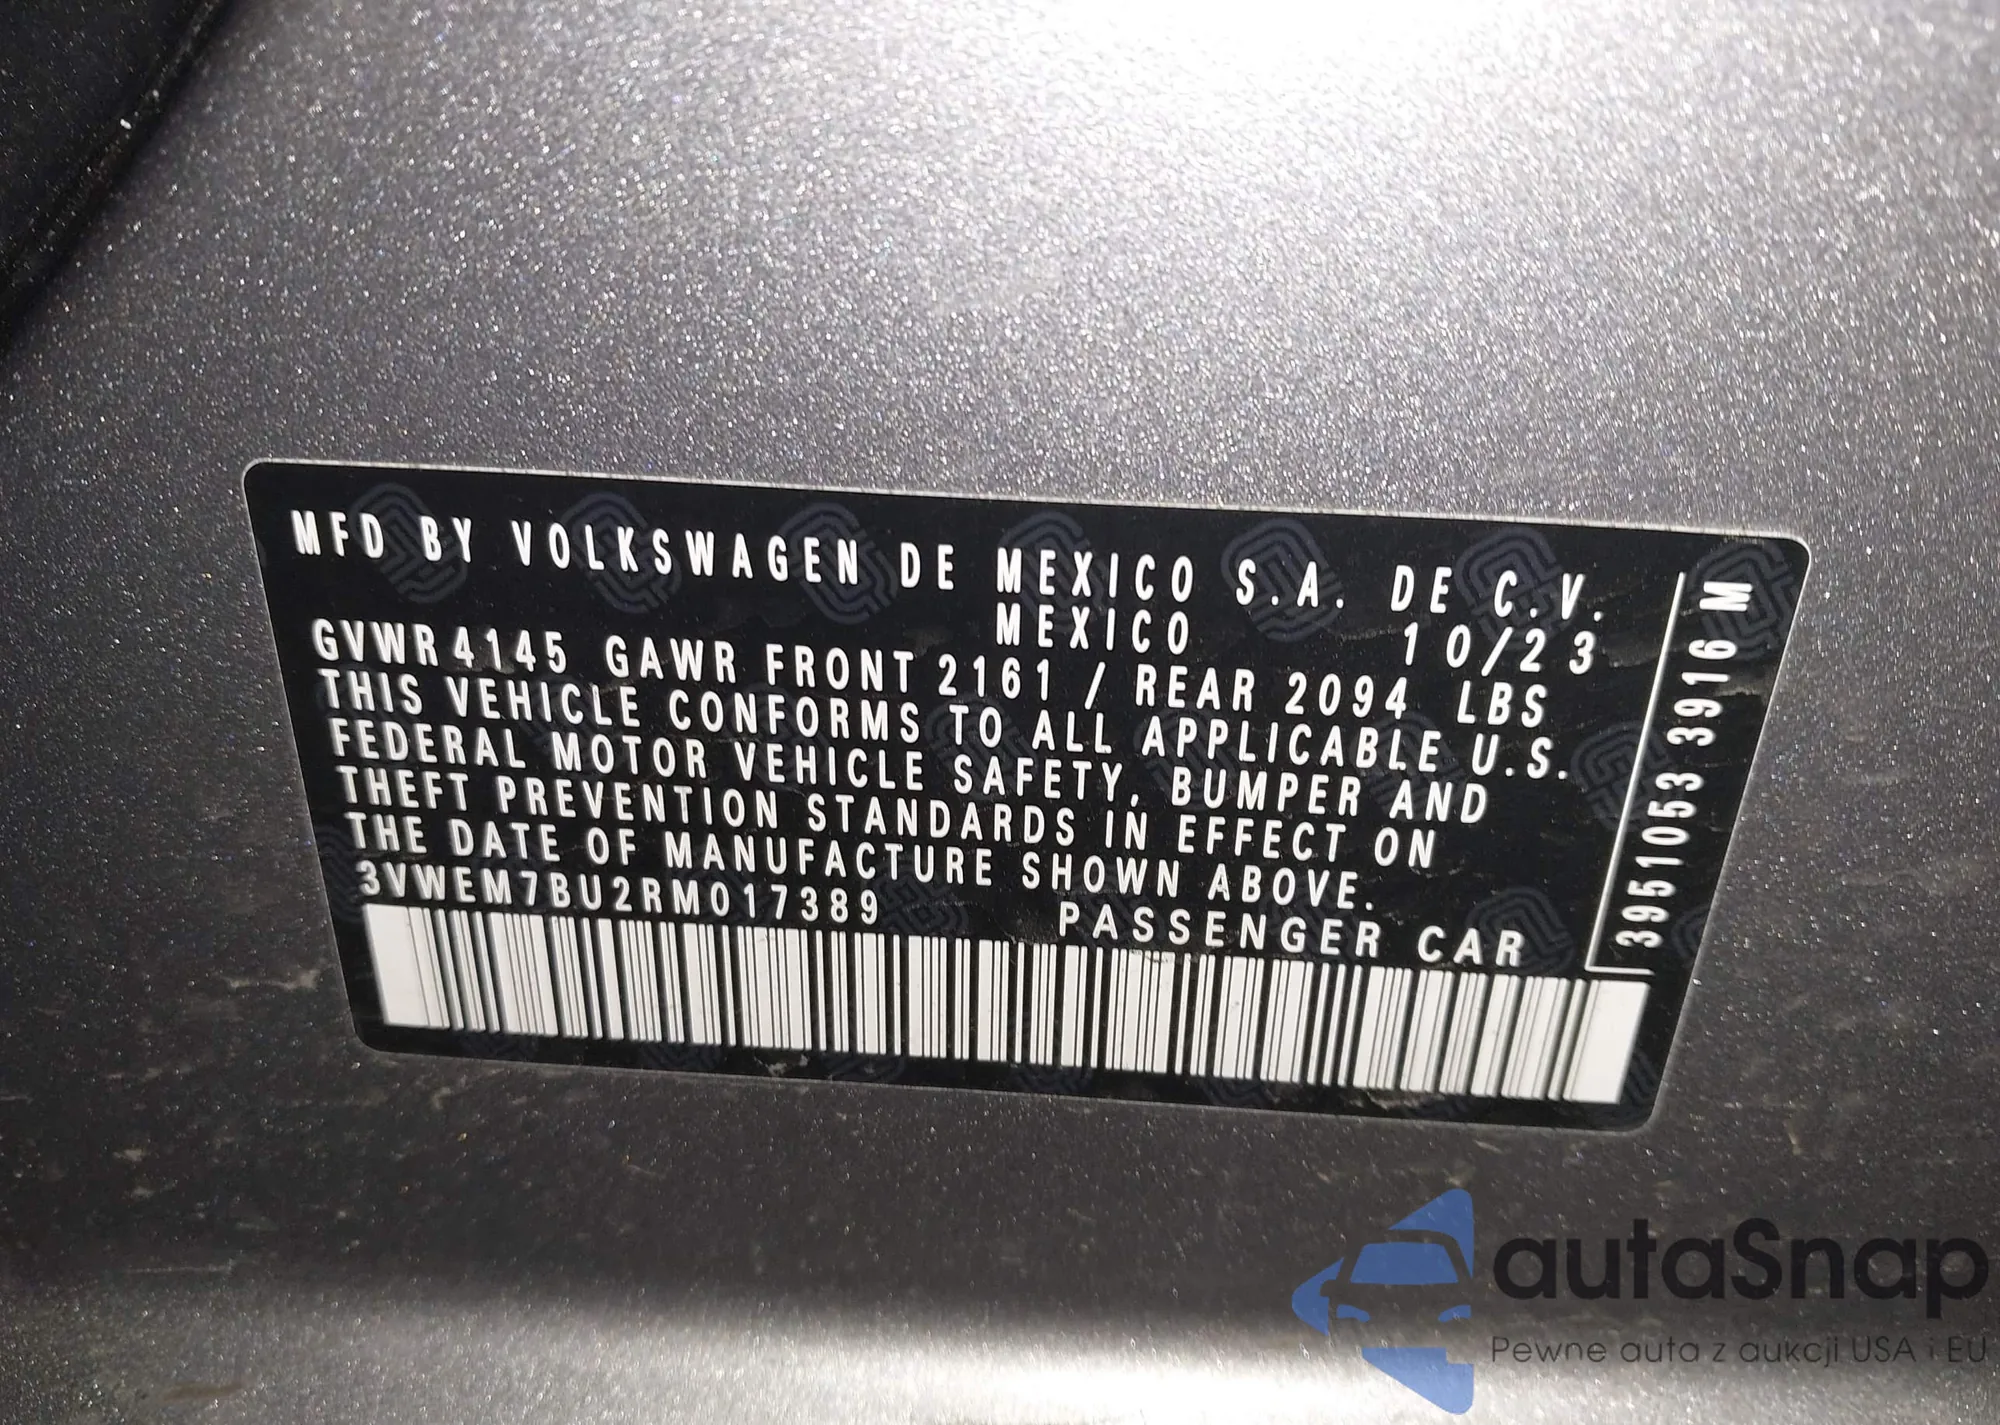 MFD BY VOLKSWAGEN DE MEXICO S.A. DE C.V.
MEXICO 10/23
GVWR 4145 GAWR FRONT 2161 / REAR 2094 LBS
THIS VEHICLE CONFORMS TO ALL APPLICABLE U.S.
FEDERAL MOTOR VEHICLE SAFETY, BUMPER AND
THEFT PREVENTION STANDARDS IN EFFECT ON
THE DATE OF MANUFACTURE SHOWN ABOVE.
3VWEM7BU2RM017389 PASSENGER CAR
3951053 3916 M
autaSnap
Pewne auta z aukcji USA i EU